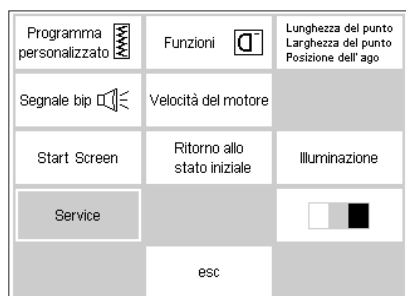 Programma
personalizzato
Funzioni
Lunghezza del punto
Larghezza del punto
Posizione dell' ago
Segnale bip
Velocità del motore
Start Screen
Ritorno allo
stato iniziale
Illuminazione
Service
esc